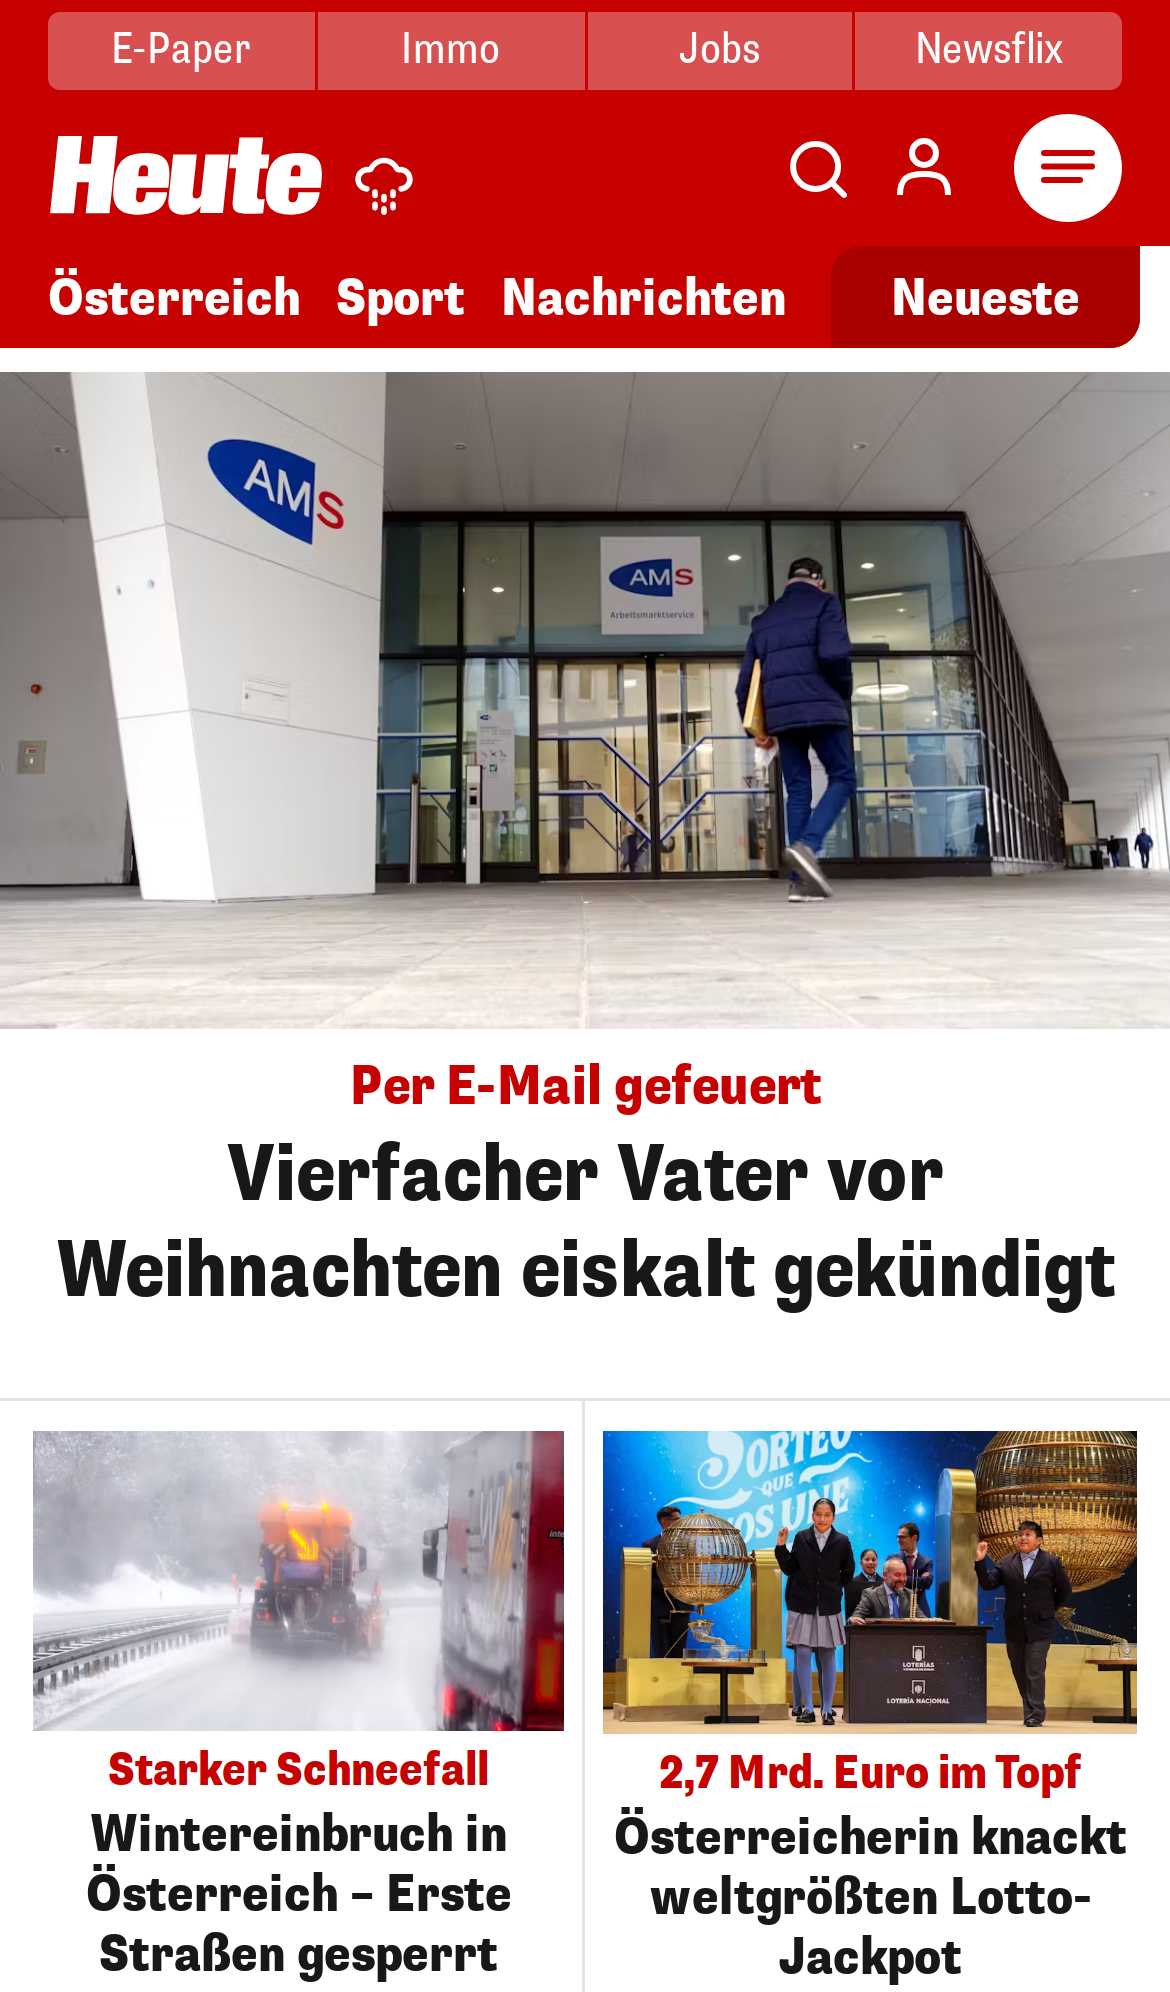 E-Paper
Immo
Jobs
Newsflix
Heute
Österreich
Sport
Nachrichten
Neueste
AMS
AMS
Arbeitsmarktservice
Per E-Mail gefeuert
Vierfacher Vater vor
Weihnachten eiskalt gekündigt
SORTEO
QUE
NOS UNE
LOTERÍAS
LOTERÍA NACIONAL
Starker Schneefall
Wintereinbruch in
Österreich – Erste
Straßen gesperrt
2,7 Mrd. Euro im Topf
Österreicherin knackt
weltgrößten Lotto-
Jackpot